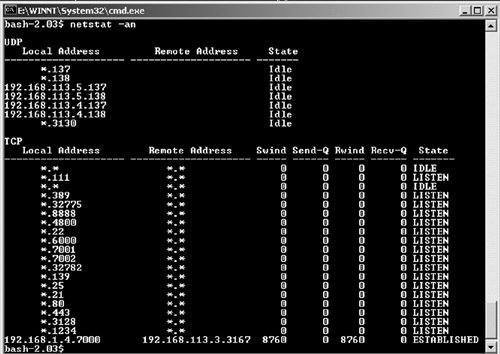 E:\WINNT\System32\cmd.exe
bash-2.03$ netstat -an
UDP
Local Address Remote Address State
-------------------- -------------------- -------
*.137 Idle
*.138 Idle
192.168.113.5.137 Idle
192.168.113.5.138 Idle
192.168.113.4.137 Idle
192.168.113.4.138 Idle
*.3130 Idle
TCP
Local Address Remote Address Swind Send-Q Rwind Recv-Q State
-------------------- -------------------- ----- ------ ----- ------ -------
*.* *.* 0 0 0 0 IDLE
*.111 *.* 0 0 0 0 LISTEN
*.* *.* 0 0 0 0 IDLE
*.389 *.* 0 0 0 0 LISTEN
*.32775 *.* 0 0 0 0 LISTEN
*.8888 *.* 0 0 0 0 LISTEN
*.4800 *.* 0 0 0 0 LISTEN
*.22 *.* 0 0 0 0 LISTEN
*.6000 *.* 0 0 0 0 LISTEN
*.7001 *.* 0 0 0 0 LISTEN
*.7002 *.* 0 0 0 0 LISTEN
*.32782 *.* 0 0 0 0 LISTEN
*.139 *.* 0 0 0 0 LISTEN
*.25 *.* 0 0 0 0 LISTEN
*.21 *.* 0 0 0 0 LISTEN
*.80 *.* 0 0 0 0 LISTEN
*.443 *.* 0 0 0 0 LISTEN
*.3128 *.* 0 0 0 0 LISTEN
*.1234 *.* 0 0 0 0 LISTEN
192.168.1.4.7000 192.168.113.3.3167 8760 0 8760 0 ESTABLISHED
bash-2.03$